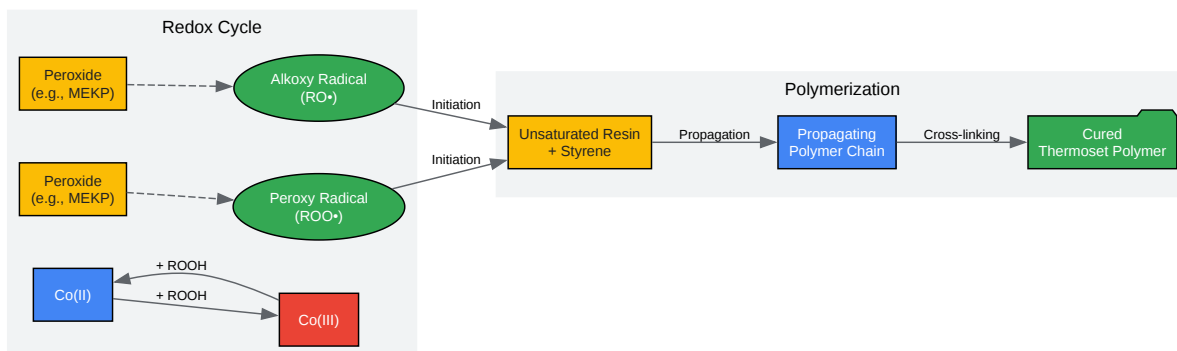 Redox Cycle
Peroxide
(e.g., MEKP)
Alkoxy Radical
(RO•)
Initiation
Peroxide
(e.g., MEKP)
Peroxy Radical
(ROO•)
Initiation
+ ROOH
Co(II)
+ ROOH
Co(III)
Polymerization
Unsaturated Resin
+ Styrene
Propagation
Propagating
Polymer Chain
Cross-linking
Cured
Thermoset Polymer